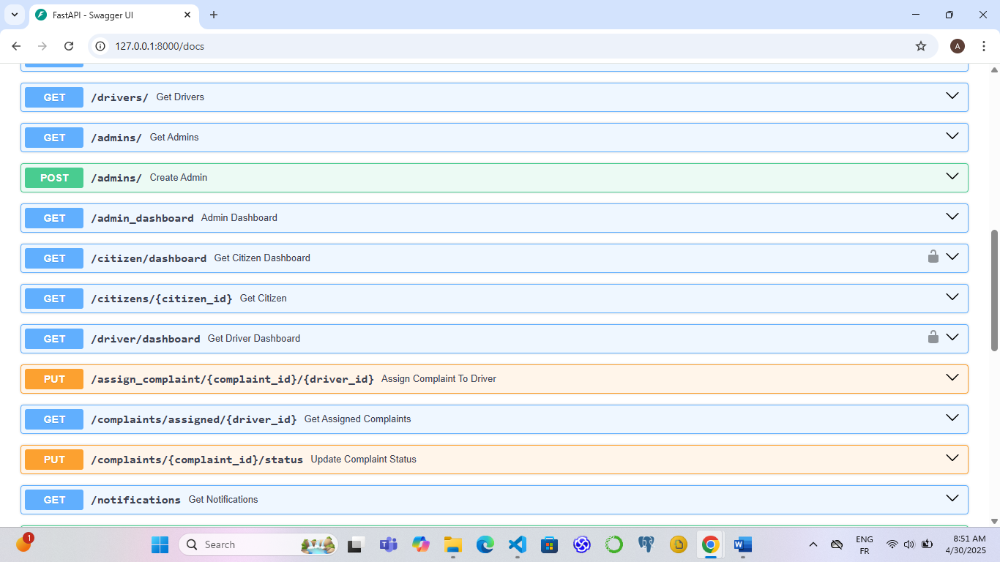 FastAPI - Swagger UI
127.0.0.1:8000/docs
A
GET /drivers/ Get Drivers
GET /admins/ Get Admins
POST /admins/ Create Admin
GET /admin_dashboard Admin Dashboard
GET /citizen/dashboard Get Citizen Dashboard
GET /citizens/{citizen_id} Get Citizen
GET /driver/dashboard Get Driver Dashboard
PUT /assign_complaint/{complaint_id}/{driver_id} Assign Complaint To Driver
GET /complaints/assigned/{driver_id} Get Assigned Complaints
PUT /complaints/{complaint_id}/status Update Complaint Status
GET /notifications Get Notifications
1
Search
W
ENG
FR
8:51 AM
4/30/2025